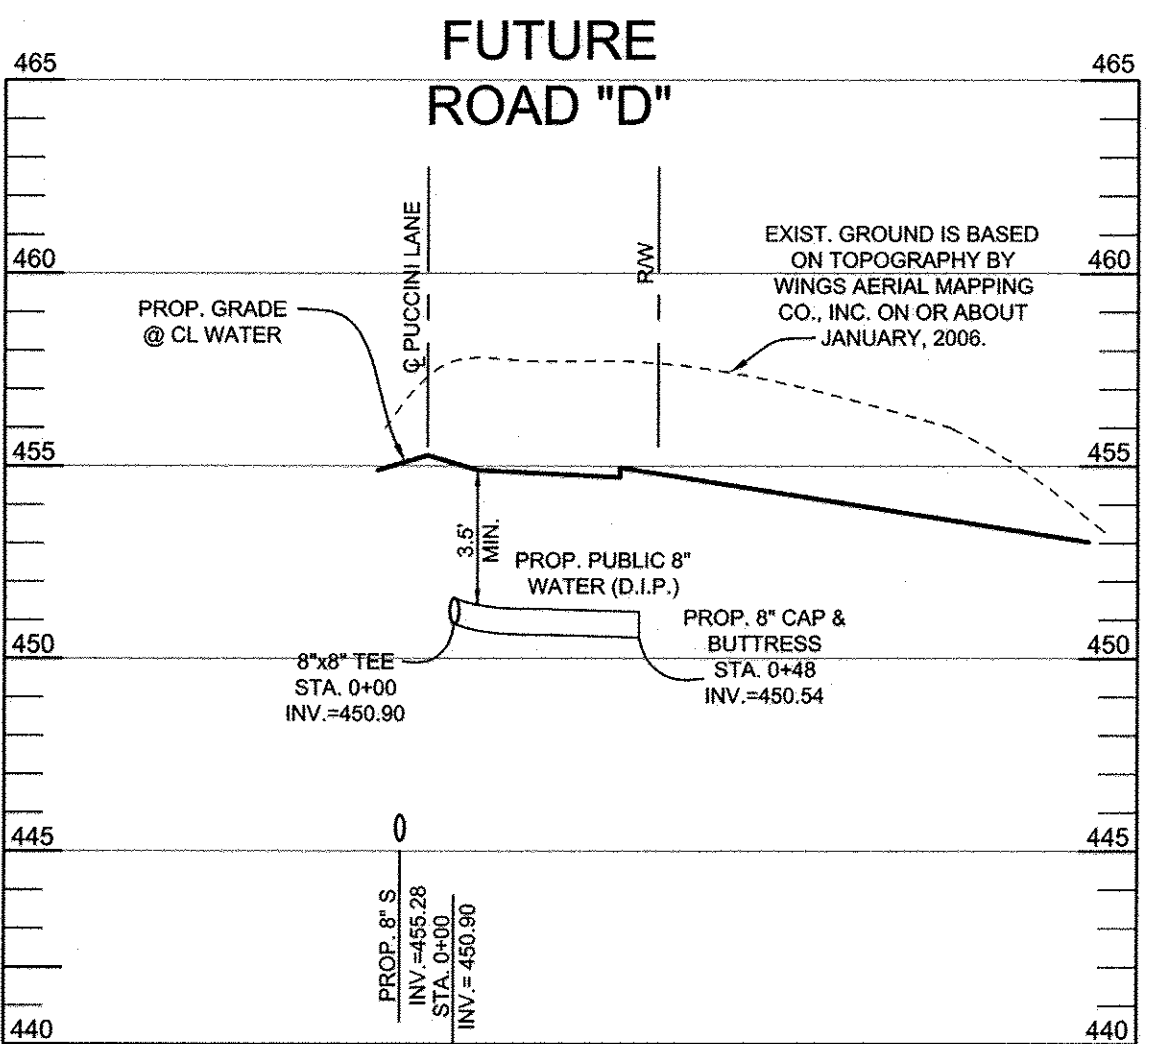 FUTURE
ROAD "D"
465
465
460
460
455
455
450
450
445
445
440
440
℄ PUCCINI LANE
R/W
PROP. GRADE
@ CL WATER
EXIST. GROUND IS BASED
ON TOPOGRAPHY BY
WINGS AERIAL MAPPING
CO., INC. ON OR ABOUT
JANUARY, 2006.
3.5'
MIN.
PROP. PUBLIC 8"
WATER (D.I.P.)
8"x8" TEE
STA. 0+00
INV.=450.90
PROP. 8" CAP &
BUTTRESS
STA. 0+48
INV.=450.54
PROP. 8" S
INV.=455.28
STA. 0+00
INV.= 450.90